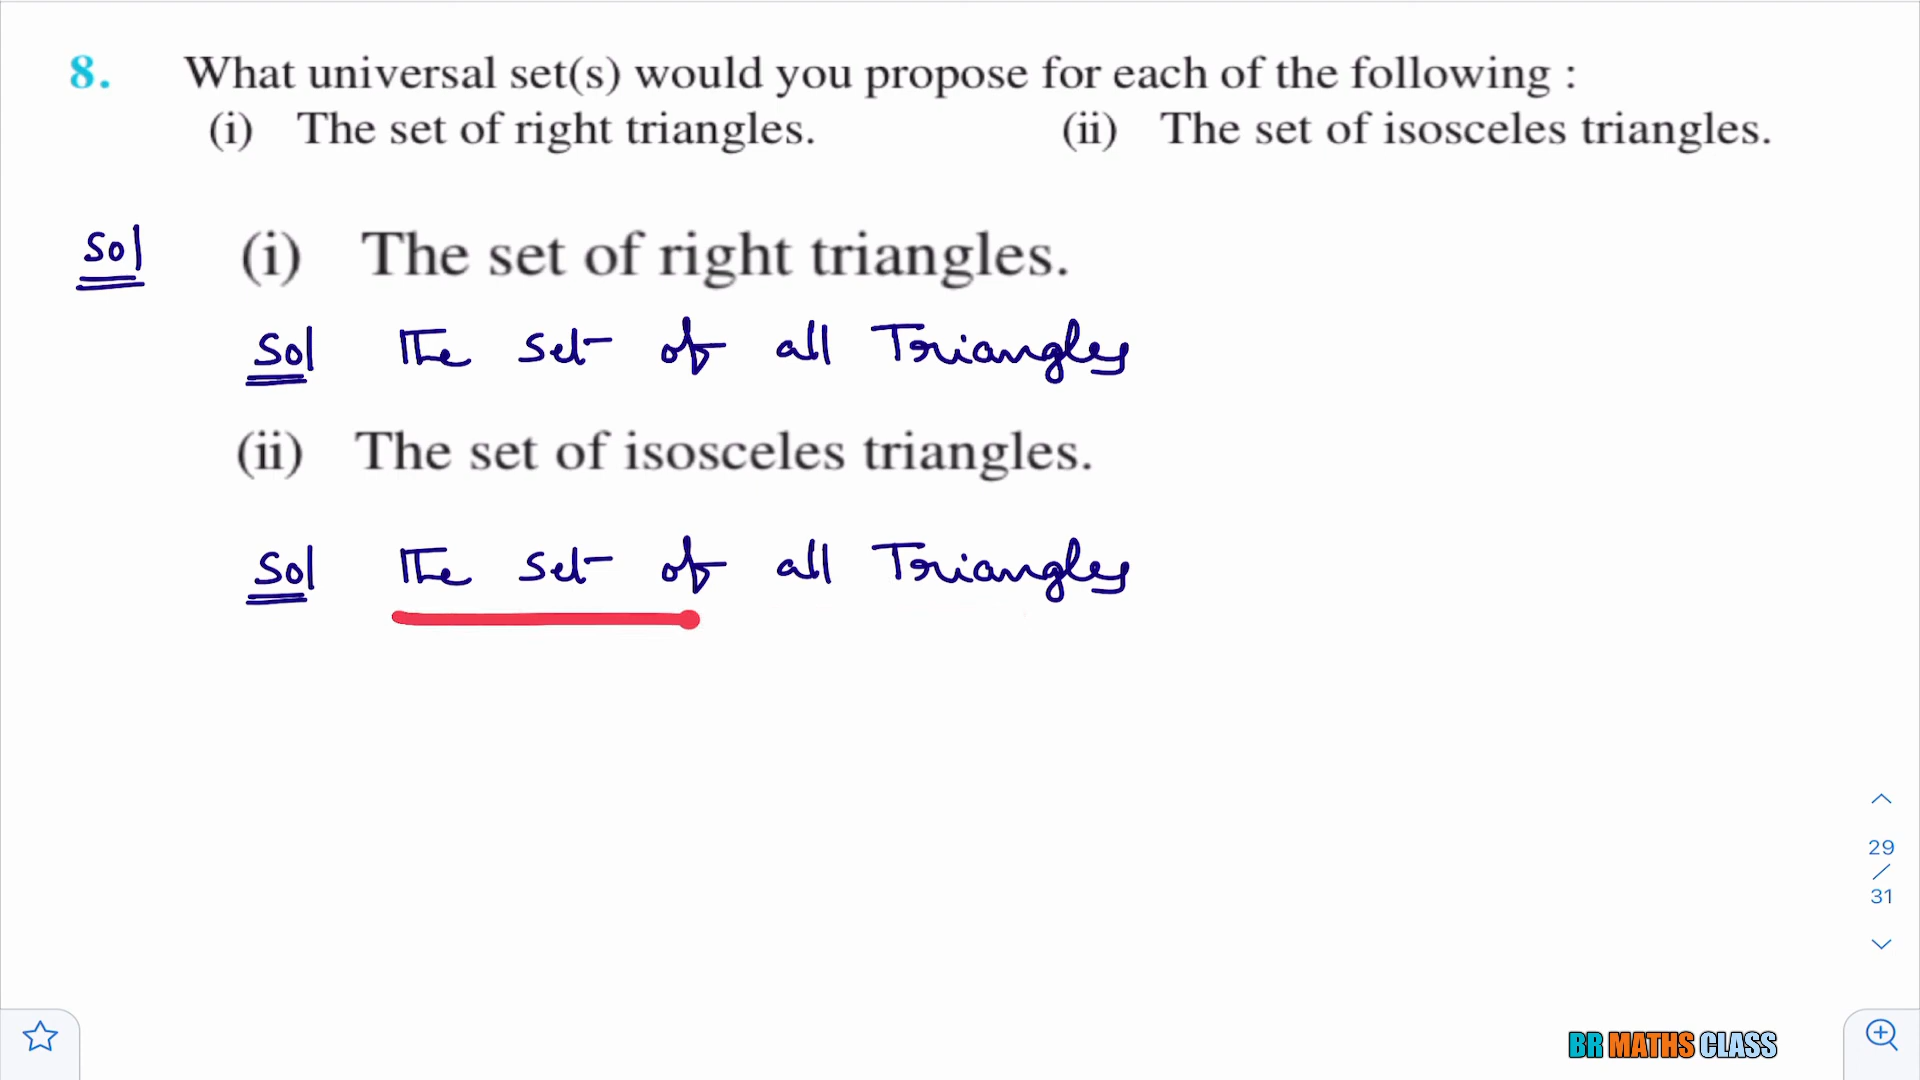 8. What universal set(s) would you propose for each of the following :
(i) The set of right triangles. (ii) The set of isosceles triangles.
Sol (i) The set of right triangles.
Sol The set of all Triangles
(ii) The set of isosceles triangles.
Sol The set of all Triangles
29
/
31
BR MATHS CLASS